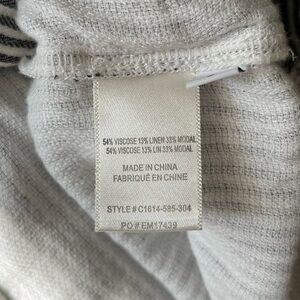 54% VISCOSE 13% LINEN 33% MODAL
54% VISCOSE 13% LIN 33% MODAL
MADE IN CHINA
FABRIQUÉ EN CHINE
STYLE # C1614-585-304
PO # EM17439